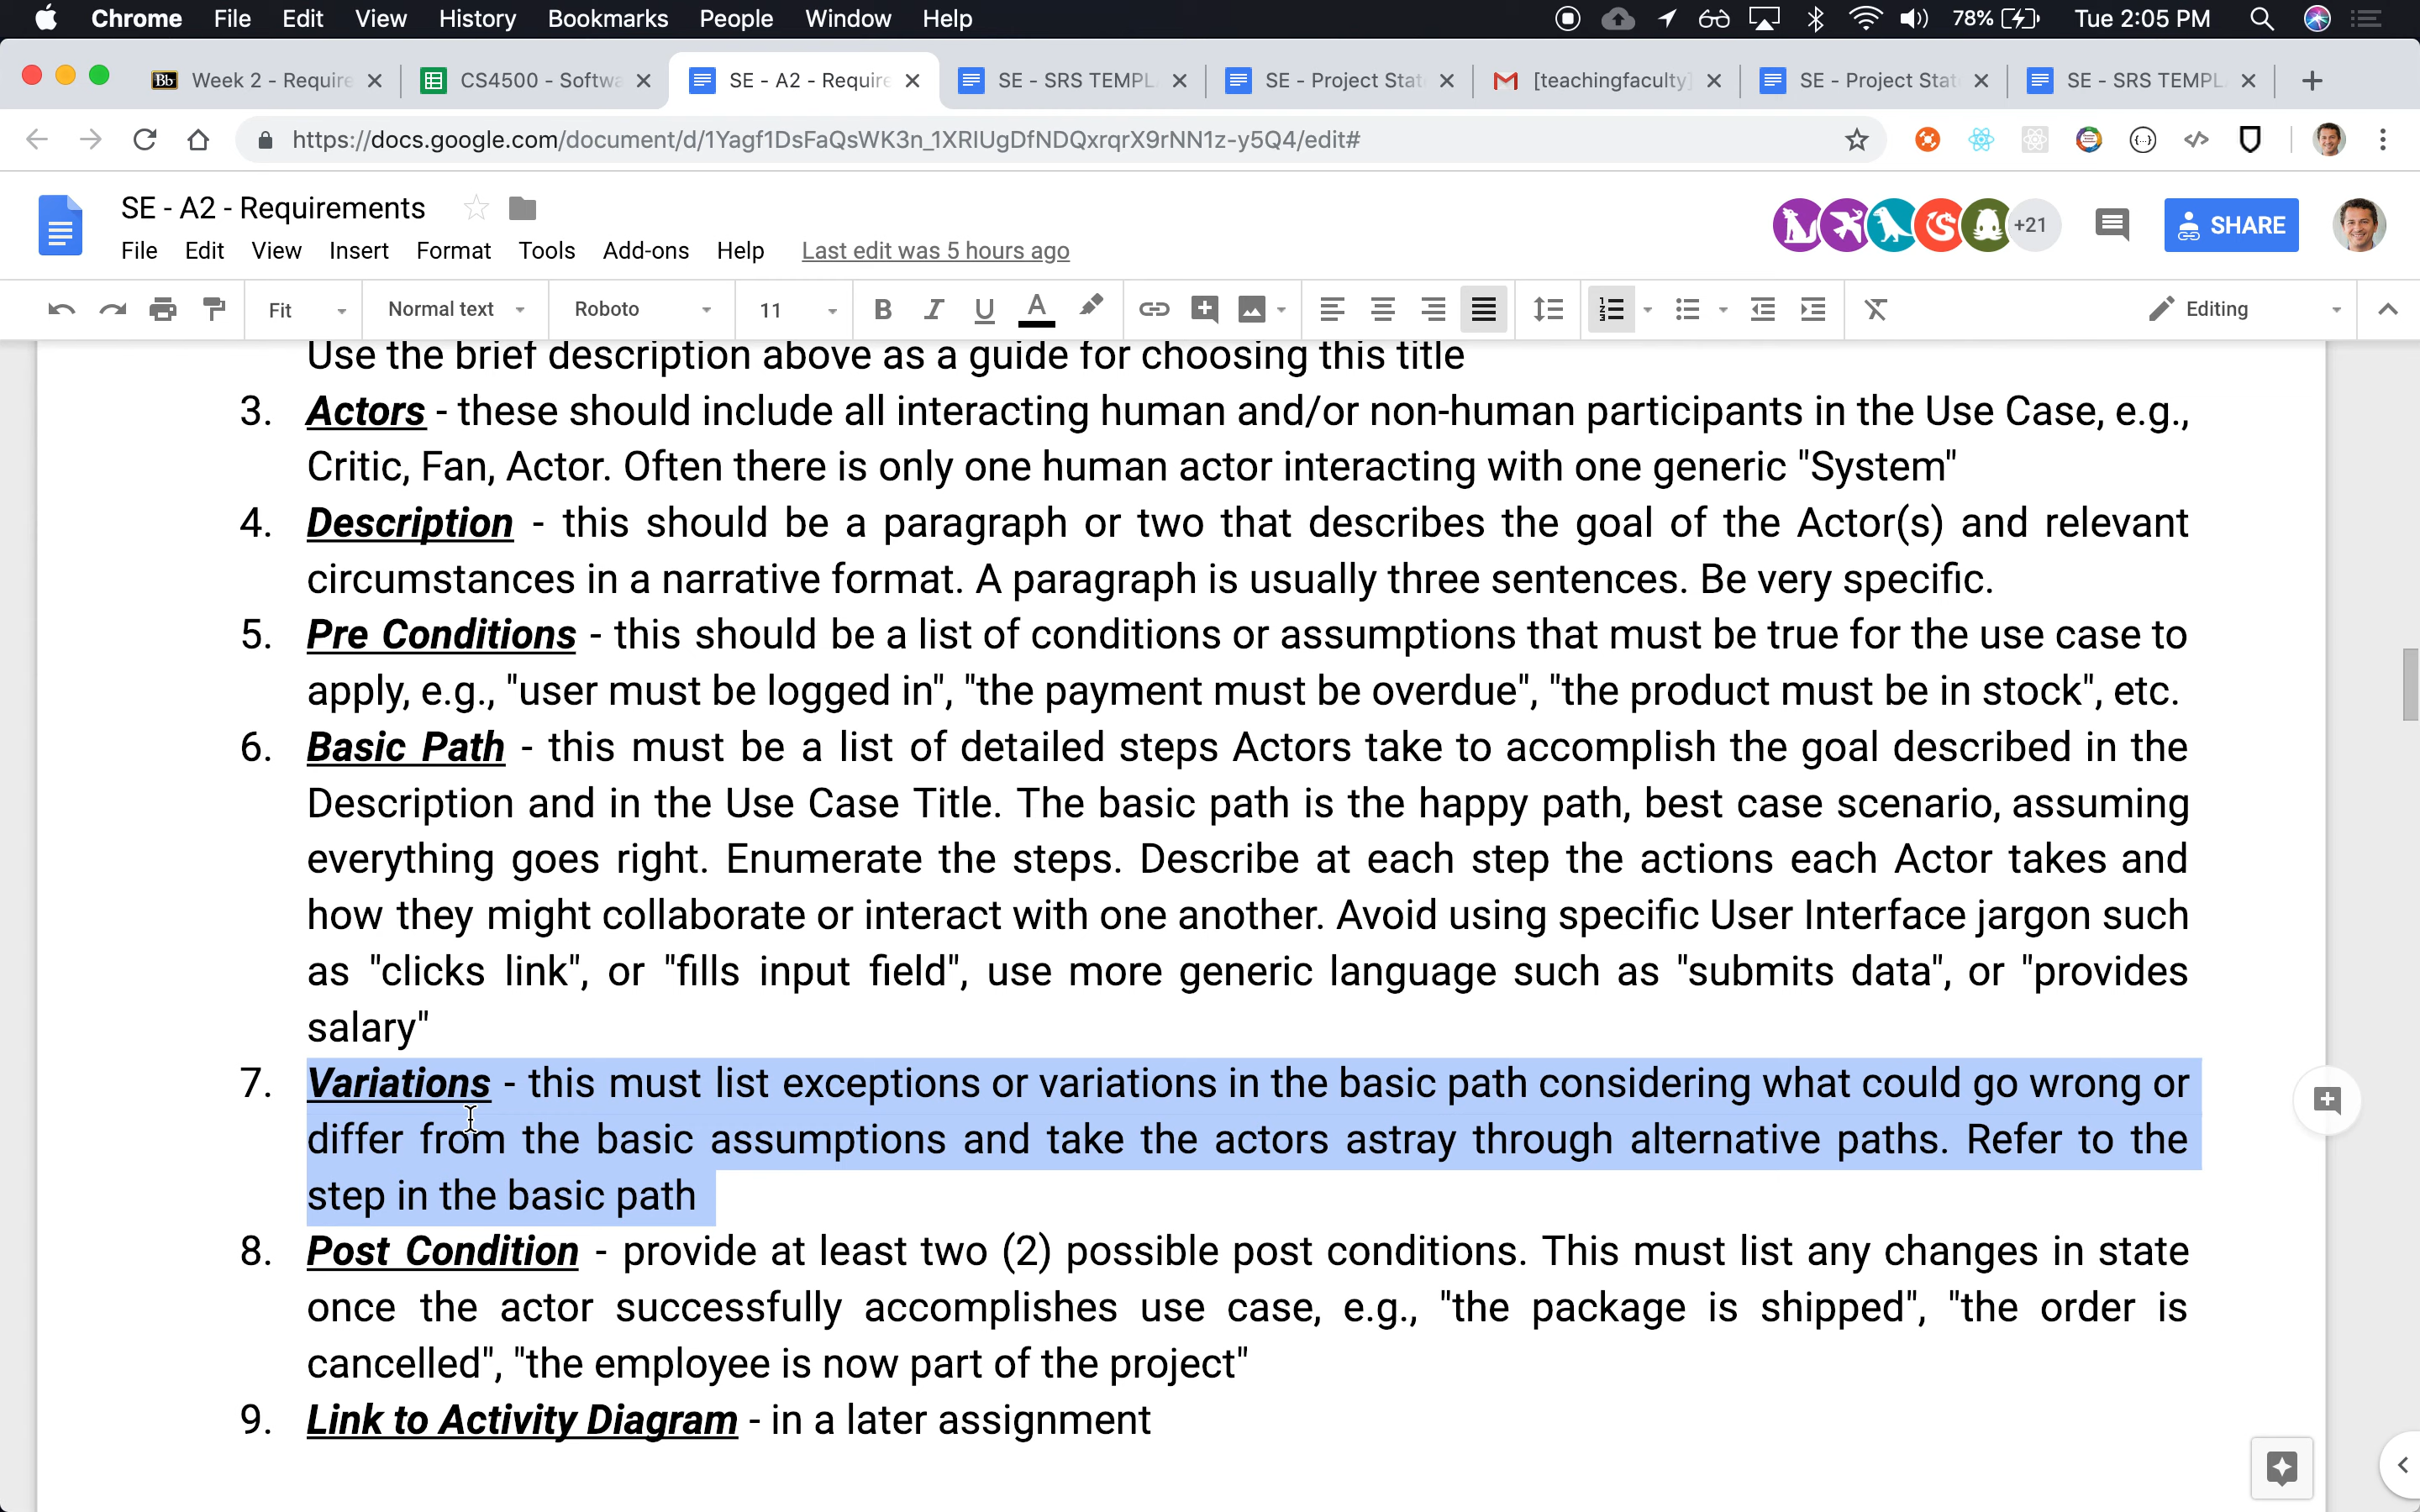 Chrome File Edit View History Bookmarks People Window Help 78% Tue 2:05 PM
Bb Week 2 - Require CS4500 - Softwa SE - A2 - Require SE - SRS TEMPL SE - Project Stat [teachingfaculty] SE - Project Stat SE - SRS TEMPL
https://docs.google.com/document/d/1Yagf1DsFaQsWK3n_1XRIUgDfNDQxrqrX9rNN1z-y5Q4/edit#
SE - A2 - Requirements
+21 SHARE
File Edit View Insert Format Tools Add-ons Help Last edit was 5 hours ago
Fit Normal text Roboto 11 B I U A Editing
Use the brief description above as a guide for choosing this title
3. Actors - these should include all interacting human and/or non-human participants in the Use Case, e.g.,
Critic, Fan, Actor. Often there is only one human actor interacting with one generic "System"
4. Description - this should be a paragraph or two that describes the goal of the Actor(s) and relevant
circumstances in a narrative format. A paragraph is usually three sentences. Be very specific.
5. Pre Conditions - this should be a list of conditions or assumptions that must be true for the use case to
apply, e.g., "user must be logged in", "the payment must be overdue", "the product must be in stock", etc.
6. Basic Path - this must be a list of detailed steps Actors take to accomplish the goal described in the
Description and in the Use Case Title. The basic path is the happy path, best case scenario, assuming
everything goes right. Enumerate the steps. Describe at each step the actions each Actor takes and
how they might collaborate or interact with one another. Avoid using specific User Interface jargon such
as "clicks link", or "fills input field", use more generic language such as "submits data", or "provides
salary"
7. Variations - this must list exceptions or variations in the basic path considering what could go wrong or
differ from the basic assumptions and take the actors astray through alternative paths. Refer to the
step in the basic path
8. Post Condition - provide at least two (2) possible post conditions. This must list any changes in state
once the actor successfully accomplishes use case, e.g., "the package is shipped", "the order is
cancelled", "the employee is now part of the project"
9. Link to Activity Diagram - in a later assignment